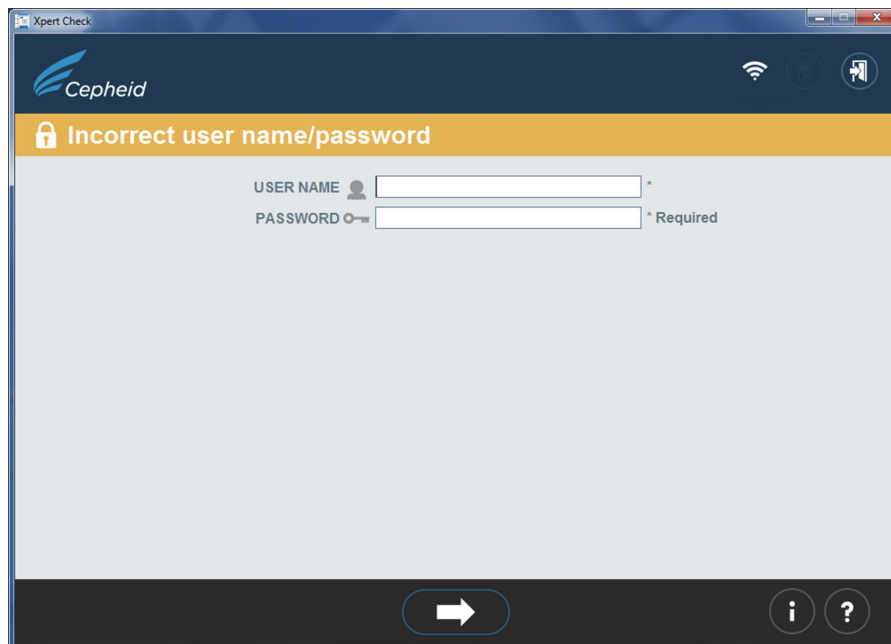 Xpert Check
Cepheid
Incorrect user name/password
USER NAME *
PASSWORD * Required
i ?